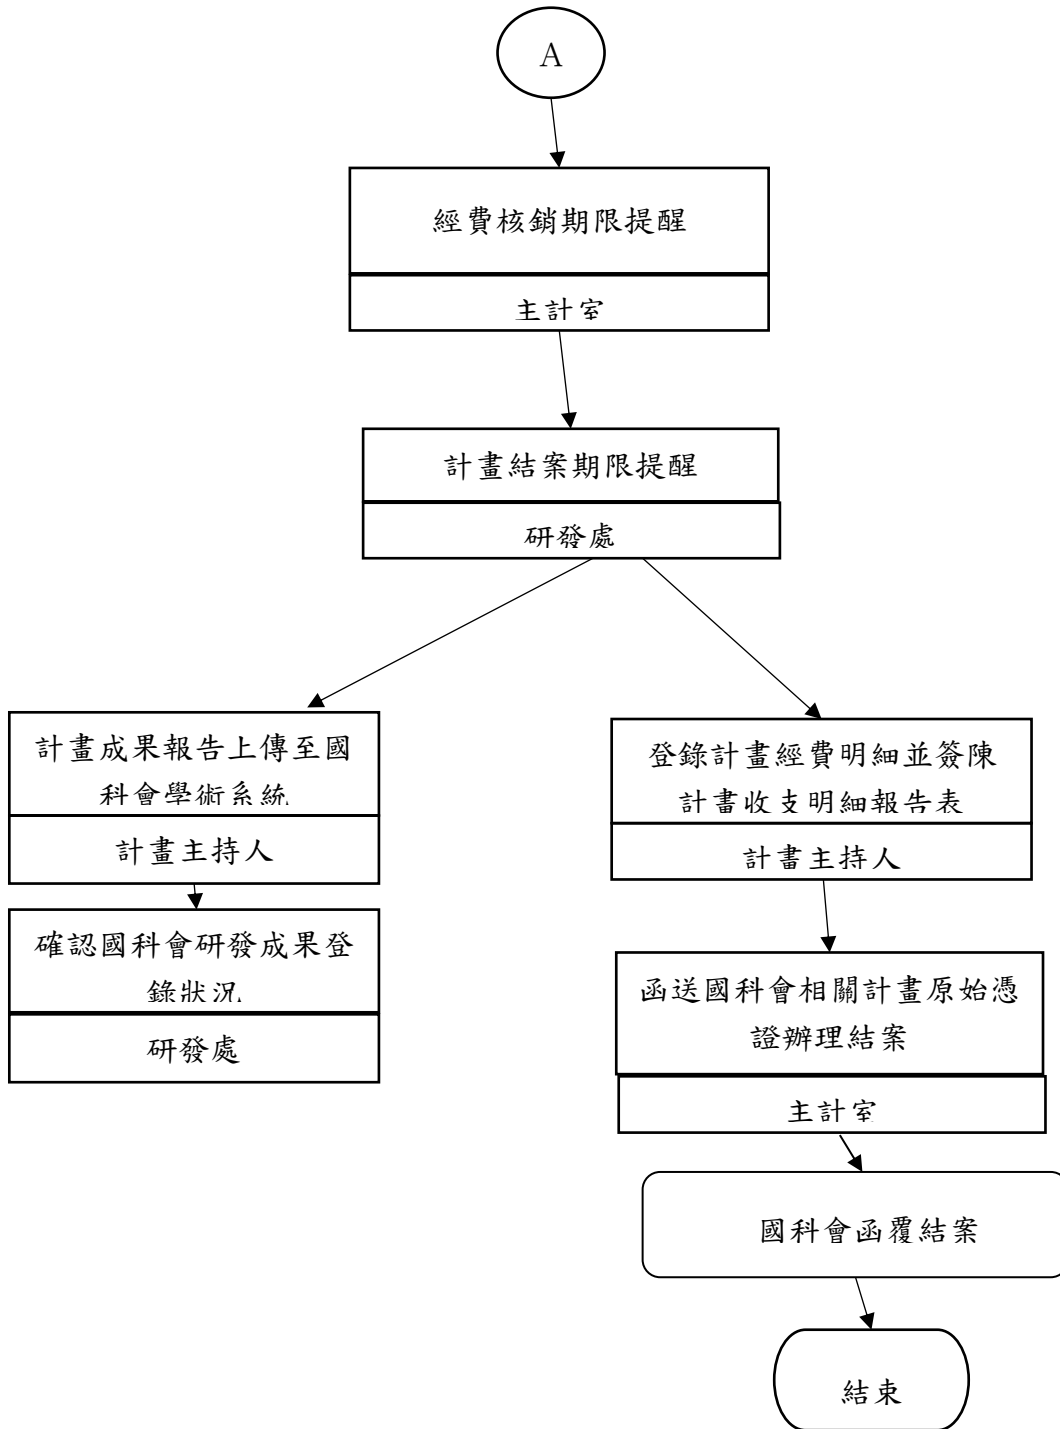 A
經費核銷期限提醒
主計室
計畫結案期限提醒
研發處
計畫成果報告上傳至國
科會學術系統
計畫主持人
確認國科會研發成果登
錄狀況
研發處
登錄計畫經費明細並簽陳
計畫收支明細報告表
計畫主持人
函送國科會相關計畫原始憑
證辦理結案
主計室
國科會函覆結案
結束